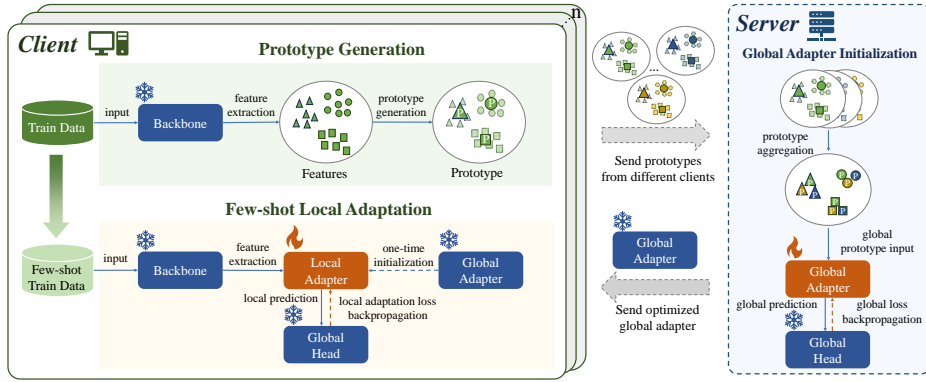 n
Client
Prototype Generation
Train Data
input
Backbone
feature
extraction
Features
prototype
generation
P
P
P
Prototype
Few-shot Local Adaptation
Few-shot
Train Data
input
Backbone
feature
extraction
Local
Adapter
one-time
initialization
Global
Adapter
local prediction
local adaptation loss
backpropagation
Global
Head
...
Send prototypes
from different clients
Global
Adapter
Send optimized
global adapter
Server
Global Adapter Initialization
prototype
aggregation
P
P
P
P
P
P
P
P
P
global
prototype input
Global
Adapter
global prediction
global loss
backpropagation
Global
Head